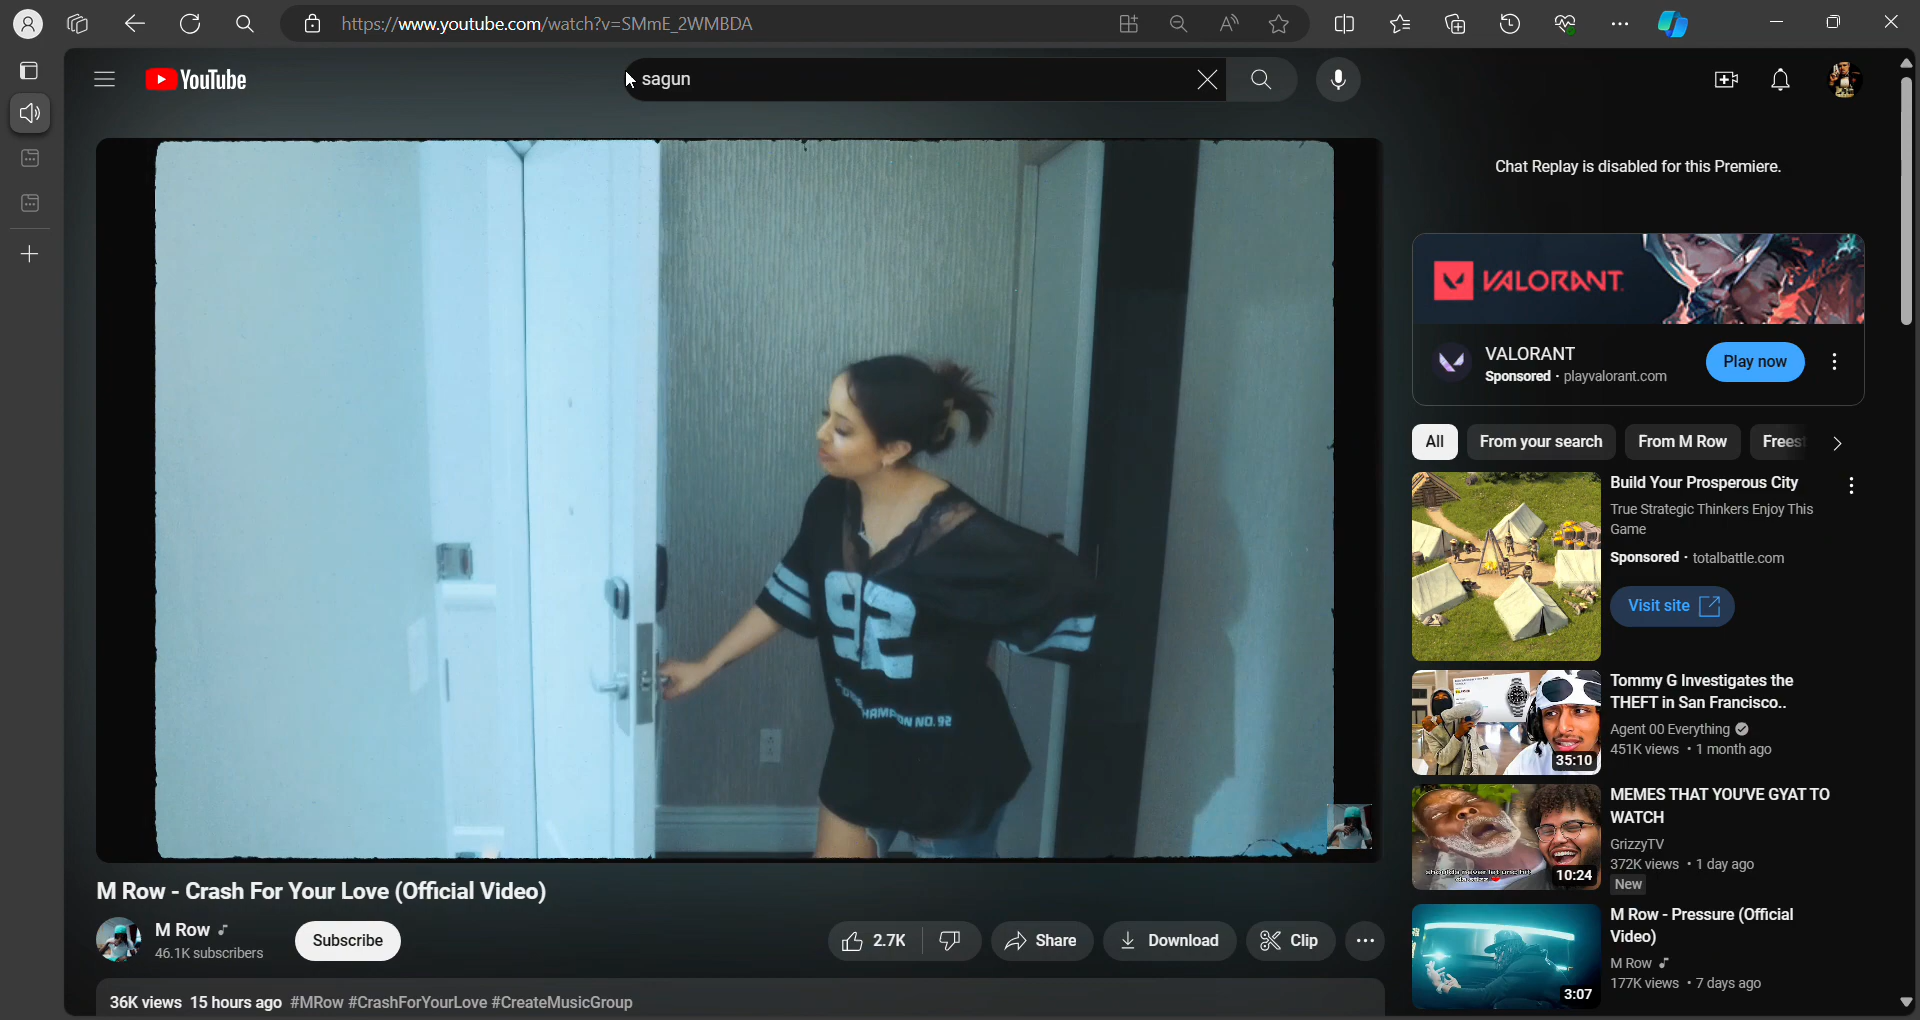 https://www.youtube.com/watch?v=SMmE_2WMBDA
YouTube
sagun
Chat Replay is disabled for this Premiere.
VALORANT
VALORANT
Sponsored · playvalorant.com
Play now
All
From your search
From M Row
Freest
Build Your Prosperous City
True Strategic Thinkers Enjoy This
Game
Sponsored · totalbattle.com
Visit site
Tommy G Investigates the
THEFT in San Francisco..
Agent 00 Everything
451K views · 1 month ago
35:10
MEMES THAT YOU'VE GYAT TO
WATCH
GrizzyTV
372K views · 1 day ago
New
10:24
M Row - Pressure (Official
Video)
M Row
177K views · 7 days ago
3:07
92
NO.92
M Row - Crash For Your Love (Official Video)
M Row
46.1K subscribers
Subscribe
2.7K
Share
Download
Clip
36K views 15 hours ago #MRow #CrashForYourLove #CreateMusicGroup